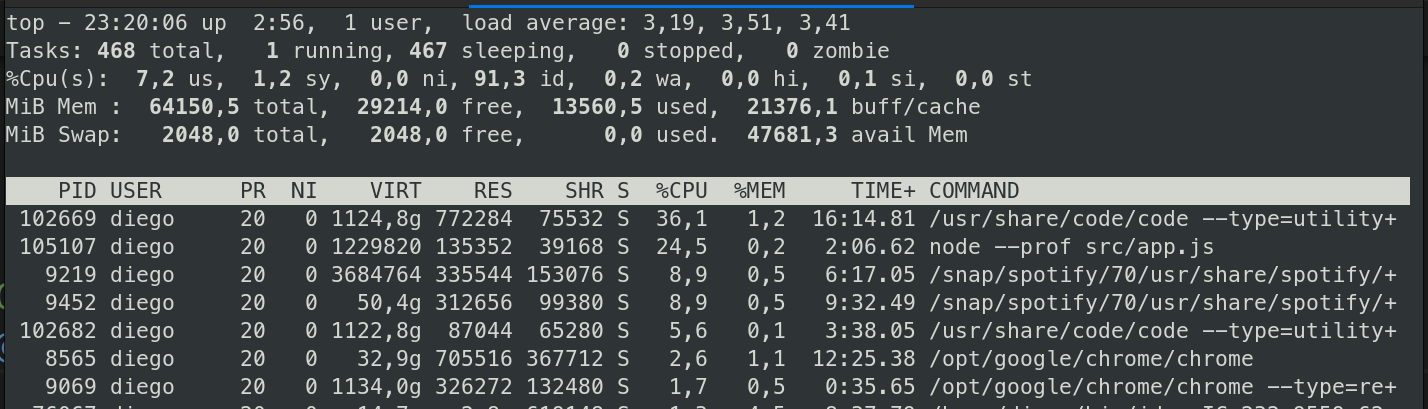 top - 23:20:06 up  2:56,  1 user,  load average: 3,19, 3,51, 3,41
Tasks: 468 total,   1 running, 467 sleeping,   0 stopped,   0 zombie
%Cpu(s):  7,2 us,  1,2 sy,  0,0 ni, 91,3 id,  0,2 wa,  0,0 hi,  0,1 si,  0,0 st
MiB Mem :  64150,5 total,  29214,0 free,  13560,5 used,  21376,1 buff/cache
MiB Swap:   2048,0 total,   2048,0 free,      0,0 used.  47681,3 avail Mem
PID USER      PR  NI    VIRT    RES    SHR S  %CPU  %MEM     TIME+ COMMAND
102669 diego     20   0 1124,8g 772284  75532 S  36,1   1,2  16:14.81 /usr/share/code/code --type=utility+
105107 diego     20   0 1229820 135352  39168 S  24,5   0,2   2:06.62 node --prof src/app.js
9219 diego     20   0 3684764 335544 153076 S   8,9   0,5   6:17.05 /snap/spotify/70/usr/share/spotify/+
9452 diego     20   0   50,4g 312656  99380 S   8,9   0,5   9:32.49 /snap/spotify/70/usr/share/spotify/+
102682 diego     20   0 1122,8g  87044  65280 S   5,6   0,1   3:38.05 /usr/share/code/code --type=utility+
8565 diego     20   0   32,9g 705516 367712 S   2,6   1,1  12:25.38 /opt/google/chrome/chrome
9069 diego     20   0 1134,0g 326272 132480 S   1,7   0,5   0:35.65 /opt/google/chrome/chrome --type=re+